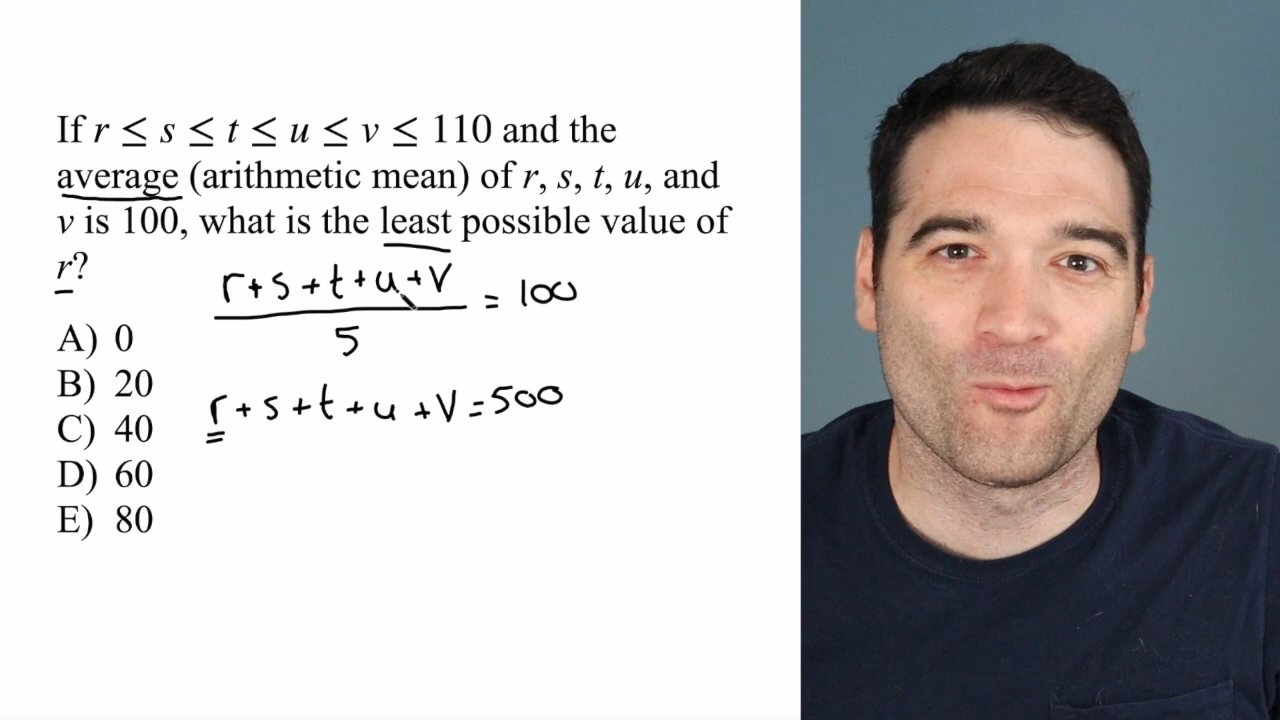 If r ≤ s ≤ t ≤ u ≤ v ≤ 110 and the
average (arithmetic mean) of r, s, t, u, and
v is 100, what is the least possible value of
r?
r+s+t+u+v
5
= 100
A) 0
B) 20
C) 40
D) 60
E) 80
r+s+t+u+v=500